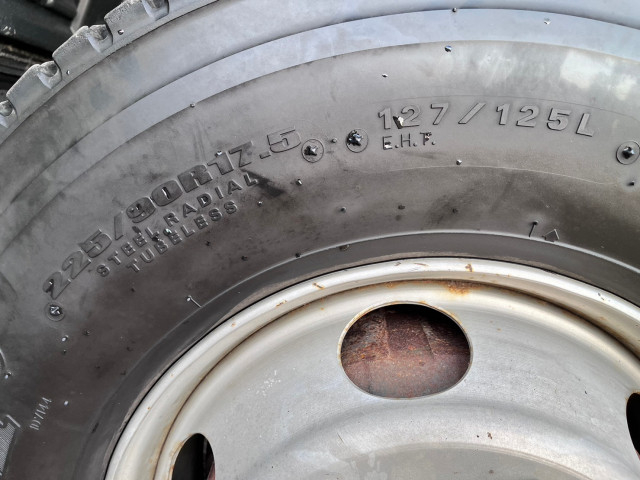 225/90R17.5
127/125L
E.H.T.
STEEL RADIAL
TUBELESS